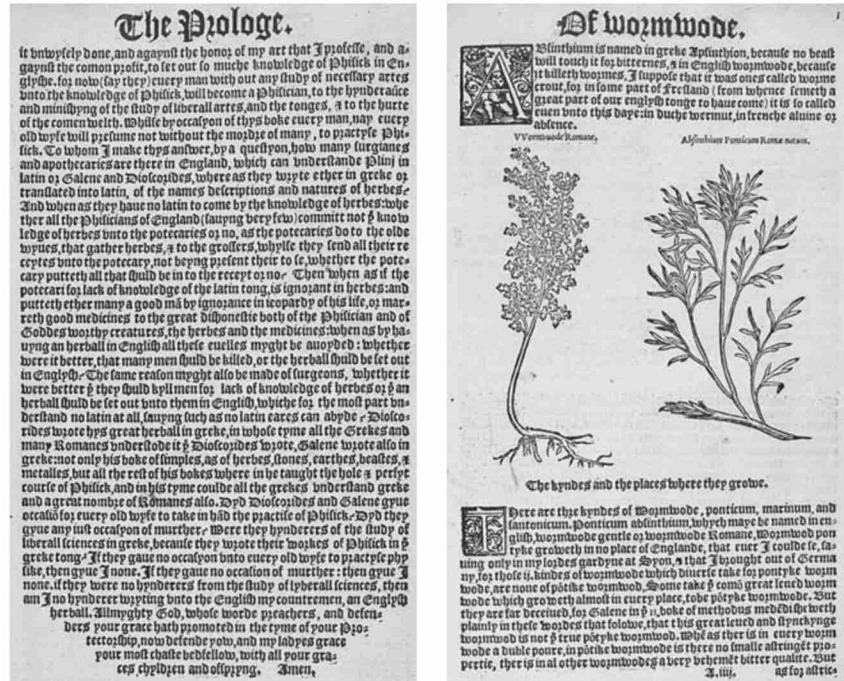 The Prologe.
it vnwysely done, and agaynst the honor of my art that I professe, and a-
gaynst the comon profit, to set out so muche knowledge of Phisick in En-
glyshe. for now (say they) euery man with out any study of necessary artes
vnto the knowledge of Phisick, will become a Physician, to the hynderaũce
and minishyng of the study of liberall artes, and the tonges, & to the hurte
of the comen welth. Whilse by occasyon of thys boke euery man, nay euery
old wyfe will presume not without the mordre of many, to practyse Phi-
sick. To whom I make thys answer, by a questyon, how many surgianes
and apothecaries are there in England, which can vnderstande Plinj in
latin or Galene and Dioscorides, where as they wryte ether in greke or
translated into latin, of the names descriptions and natures of herbes?
And when as they haue no latin to come by the knowledge of herbes: whe
ther all the Phisicians of England (sauyng very few) committ not ẏ know
ledge of herbes vnto the potecaries or no, as the potecaries do to the olde
wyues, that gather herbes, & to the grossers, whylse they send all their re
ceytes vnto the potecary, not beyng present their to se, whether the pote-
cary putteth all that shuld be in to the receyt or no? Then when as if the
potecari for lack of knowledge of the latin tong, is ignorant in herbes: and
putteth ether many a good mã by ignorance in icopardy of his life, or mar-
reth good medicines to the great dishonestie both of the Phisician and of
Goddes worthy creatures, the herbes and the medicines: when as by ha-
uyng an herball in English all these euelles myght be auoyded: whether
were it better, that many men shuld be killed, or the herball shuld be set out
in Englysh? The same reason myght also be made of surgeons, whether it
were better ẏ they shuld kyll men for lack of knowledge of herbes or ẏ an
herball shuld be set out vnto them in English, whiche for the most part vn-
derstand no latin at all, sauyng such as no latin eares can abyde? Diosco-
rides wrote hys great herball in greke, in whose tyme all the Grekes and
many Romanes vnderstode it ẏ Dioscorides wrote, Galene wrote also in
greke: not only his boke of simples, as of herbes, stones, earthes, beastes, &
metalles, but all the rest of his bokes where in he taught the hole & perfyt
course of Phisick, and in his tyme coulde all the grekes vnderstand greke
and a great nombre of Romanes also. Dyd Dioscorides and Galene gyue
occasiõ for euery old wyfe to take in hãd the practise of Phisick? Dyd they
gyue any iust occasyon of murther? Were they hynderers of the study of
liberall sciences in greke, because they wrote their workes of Phisick in ẏ
greke tong? If they gaue no occasyon vnto euery old wyfe to practyse phy
sike, then gyue I none. If they gaue no occasion of murther: then gyue I
none. if they were no hynderers from the study of lyberall sciences, then
am I no hynderer wryting vnto the English my countremen, an Englysh
herball. Allmyghty God, whose worde preachers, and defen-
ders your grace hath promoted in the tyme of your Pro-
tectorship, now defende yow, and my ladyes grace
your most chaste bedfellow, with all your gra-
ces chyldren and ofspryng. Amen.
Of wormwode.
ABsinthium is named in greke Apsinthion, because no beast
will touch it for bitternes, & in English wormwode, because
it killeth wormes, I suppose that it was ones called worme
crout, for in some part of Fresland (from whence semeth a
great part of our englysh tonge to haue come) it is called
euen vnto this daye: in duche wermut, in frenche aluine or
absence.
VVormwode Romane.
Absinthium Ponticum Romæ natum.
The kyndes and the places where they growe.
THere are thre kyndes of Wormwode, ponticum, marinum, and
santonicum. Ponticum absinthium, whych maye be named in en-
glish, wormwode gentle or wormwode Romane, Wormwod pon
tyke groweth in no place of Englande, that euer I coulde se, sa-
uing only in my lordes gardyne at Syon, & that I brought out of Germa
ny, for those ij. kindes of wormwode which diuerse take for pontyke worm
wode, are none of põtike wormwod. Some take ẏ comõ great leued worm
wode which groweth almost in euery place, to be põtyke wormwod. But
they are far deceiued, for Galene in ẏ boke of methodus medẽdi sheweth
plainly in these wordes that folowe, that this great leued and stynckynge
wormwod is not ẏ true põtyke wormwod. Whẽ as ther is in euery worm
wode a duble poure, in põtike wormwode is there no smalle astringẽt pro-
pertie, ther is in al other wormwodes a very behemẽt bitter qualite. But
A.iiij.
as for astric-